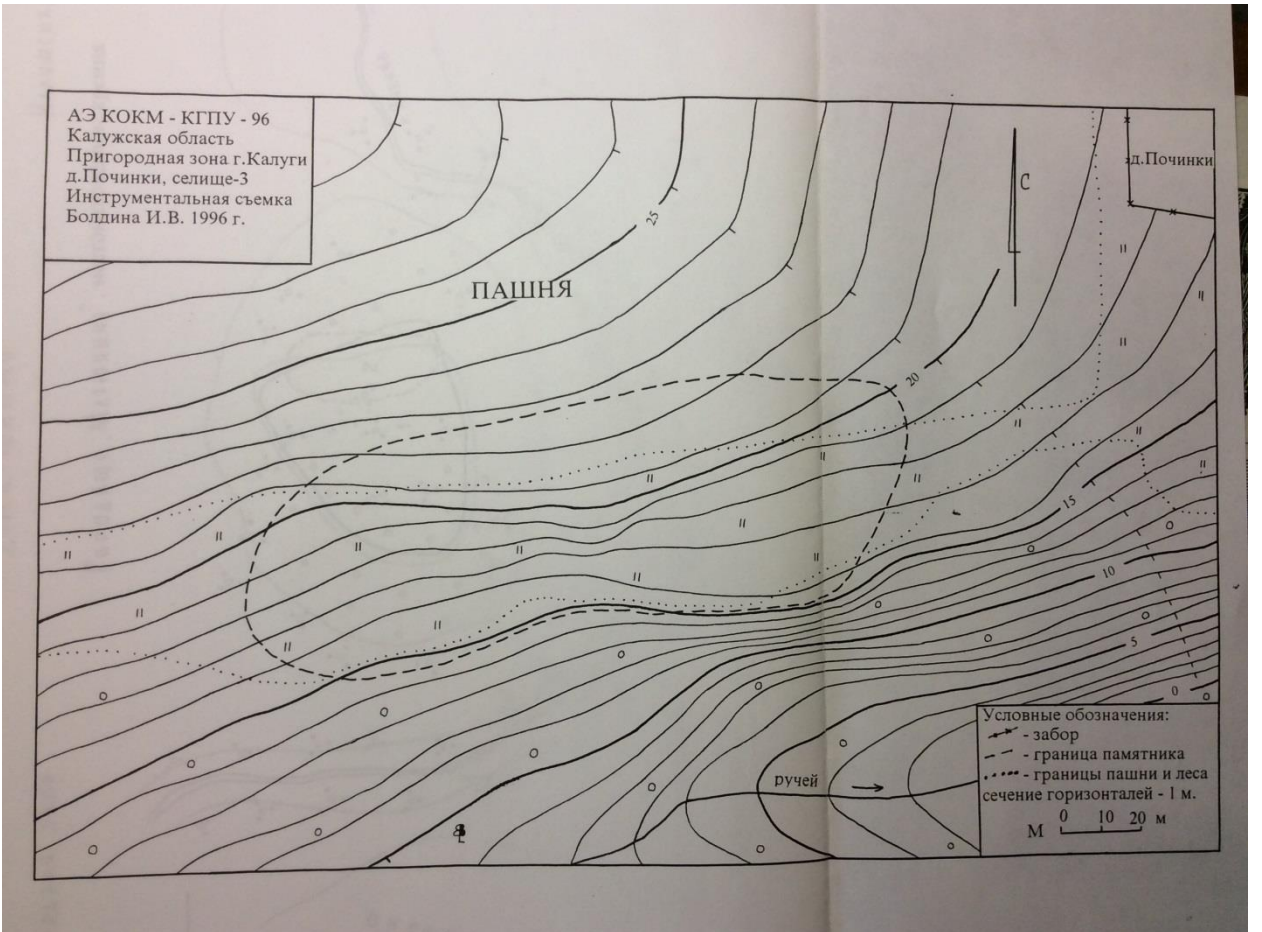 АЭ КОКМ - КГПУ - 96
Калужская область
Пригородная зона г.Калуги
д.Починки, селище-3
Инструментальная съемка
Болдина И.В. 1996 г.
д.Починки
С
25
ПАШНЯ
20
15
10
5
0
ручей
Условные обозначения:
- забор
- граница памятника
- границы пашни и леса
сечение горизонталей - 1 м.
М 0 10 20 м